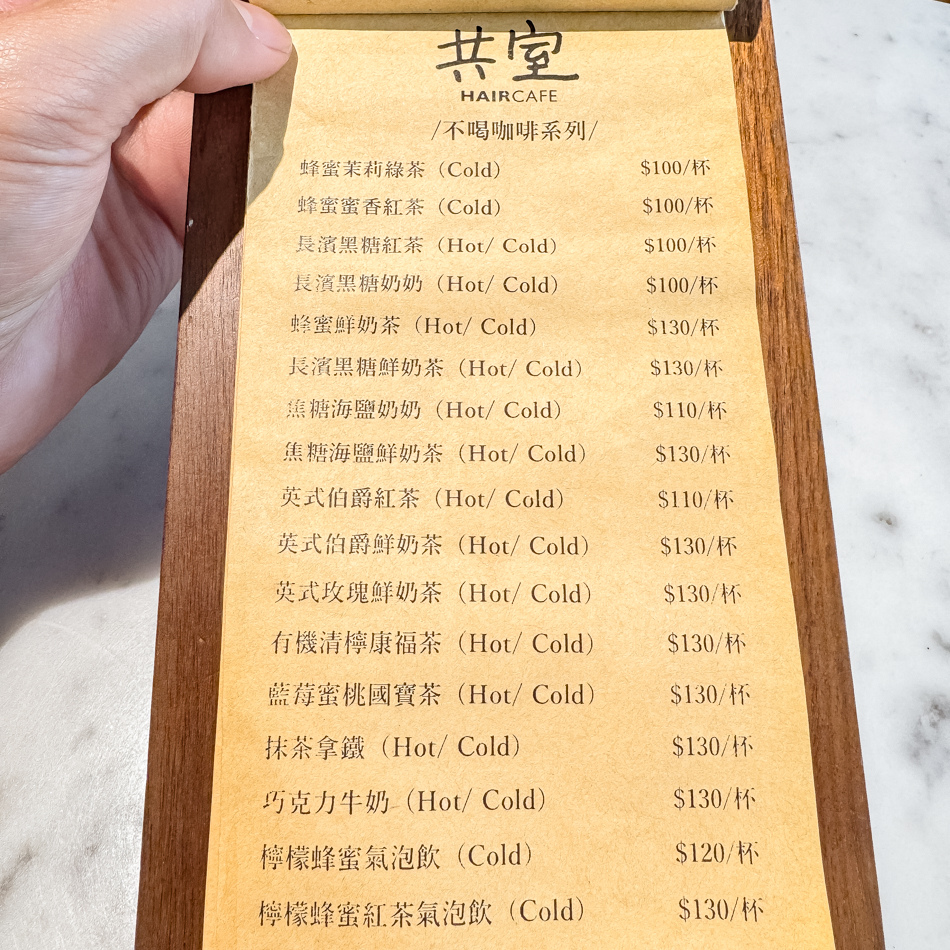 共室
HAIRCAFE
/不喝咖啡系列/
蜂蜜茉莉綠茶（Cold） $100/杯
蜂蜜蜜香紅茶（Cold） $100/杯
長濱黑糖紅茶（Hot/ Cold） $100/杯
長濱黑糖奶奶（Hot/ Cold） $100/杯
蜂蜜鮮奶茶（Hot/ Cold） $130/杯
長濱黑糖鮮奶茶（Hot/ Cold） $130/杯
焦糖海鹽奶奶（Hot/ Cold） $110/杯
焦糖海鹽鮮奶茶（Hot/ Cold） $130/杯
英式伯爵紅茶（Hot/ Cold） $110/杯
英式伯爵鮮奶茶（Hot/ Cold） $130/杯
英式玫瑰鮮奶茶（Hot/ Cold） $130/杯
有機清檸康福茶（Hot/ Cold） $130/杯
藍莓蜜桃國寶茶（Hot/ Cold） $130/杯
抹茶拿鐵（Hot/ Cold） $130/杯
巧克力牛奶（Hot/ Cold） $130/杯
檸檬蜂蜜氣泡飲（Cold） $120/杯
檸檬蜂蜜紅茶氣泡飲（Cold） $130/杯